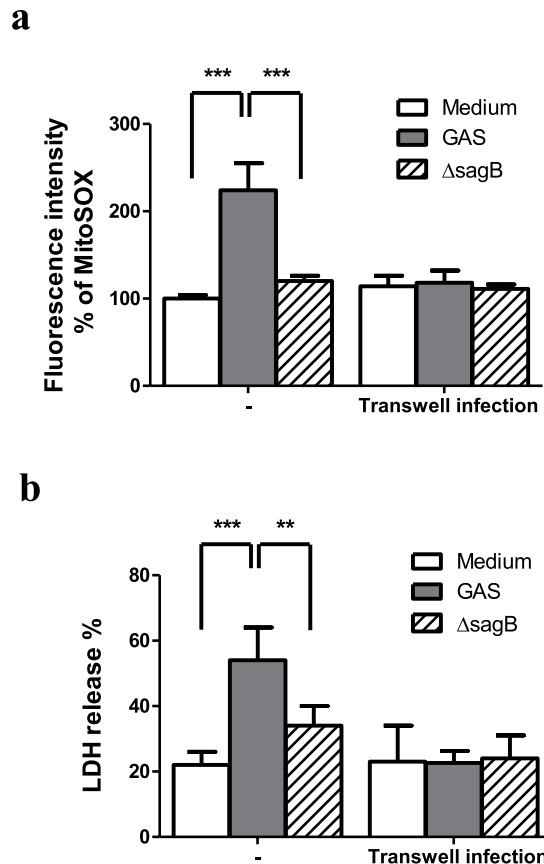 a
*** ***
Medium
GAS
ΔsagB
Fluorescence intensity
% of MitoSOX
300
200
100
0
-
Transwell infection
b
*** **
Medium
GAS
ΔsagB
LDH release %
80
60
40
20
0
-
Transwell infection